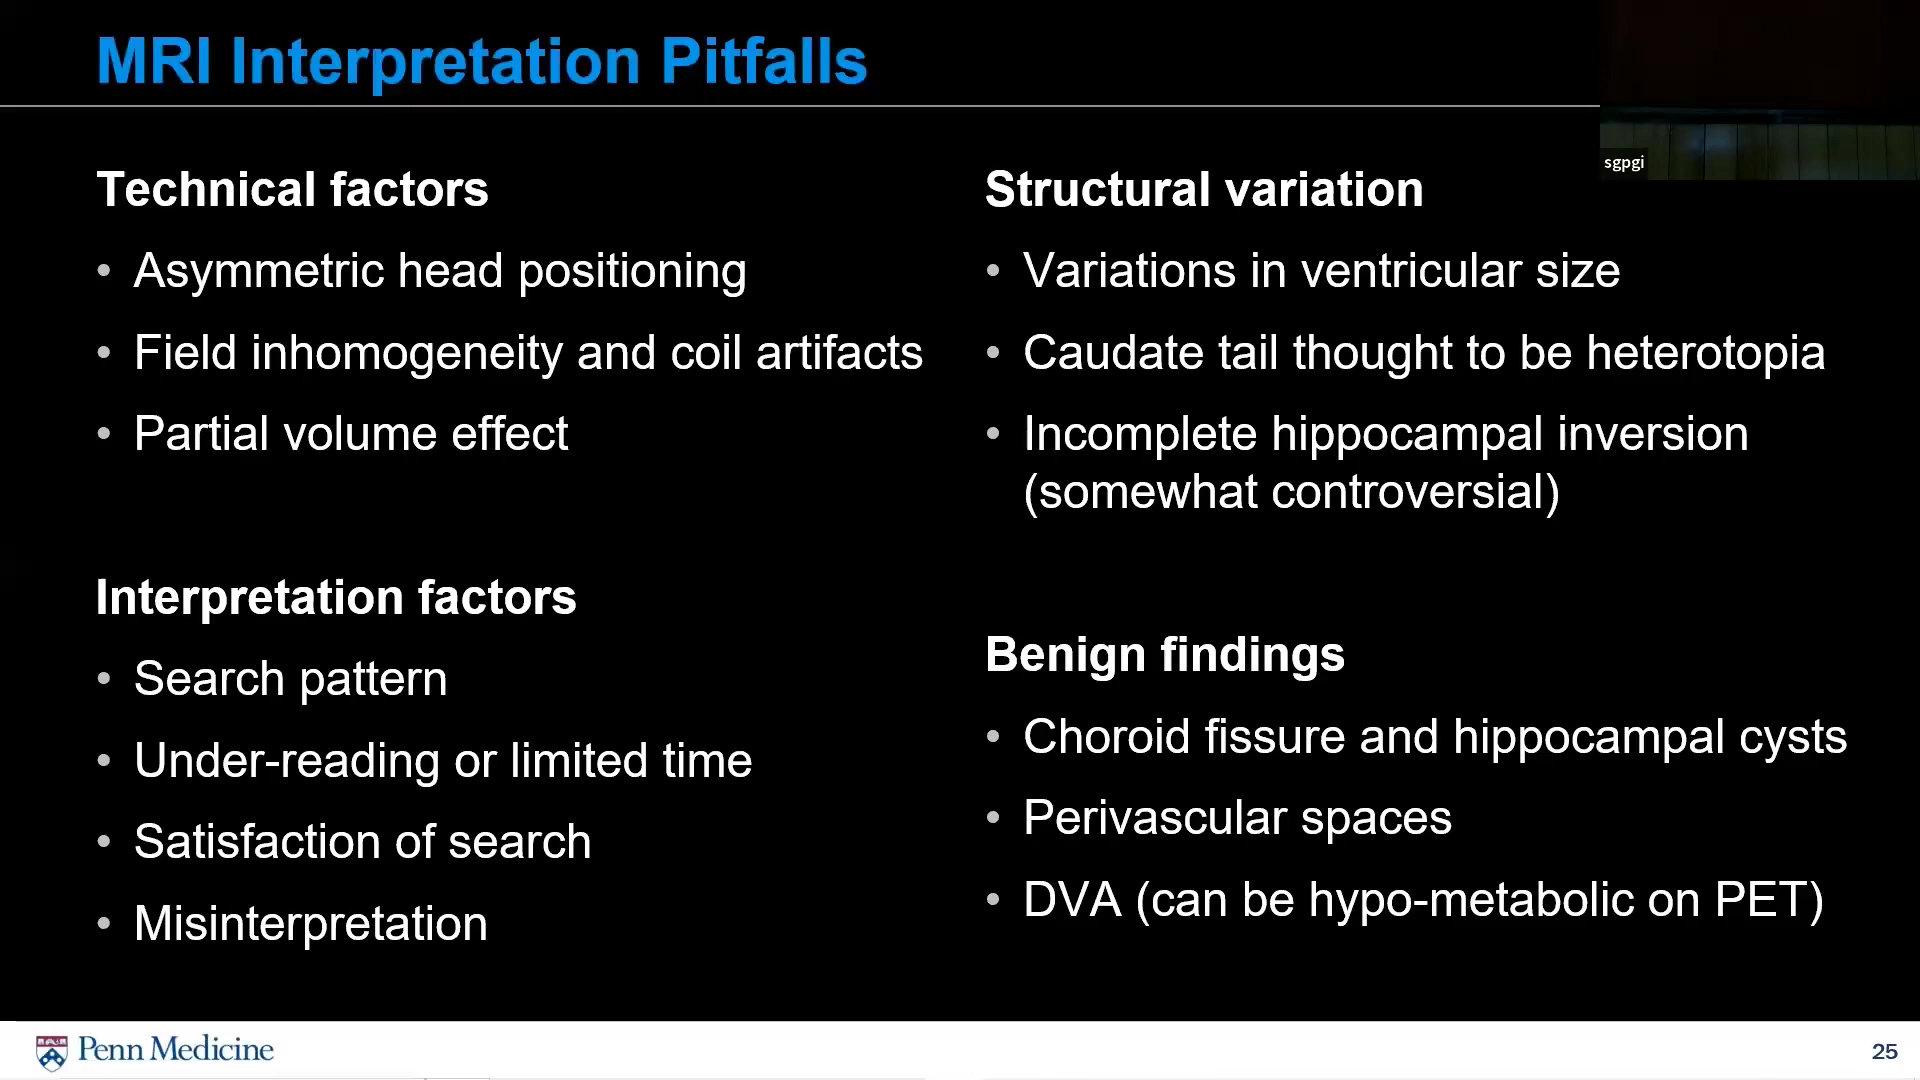 MRI Interpretation Pitfalls
sgpgi
Technical factors
• Asymmetric head positioning
• Field inhomogeneity and coil artifacts
• Partial volume effect
Interpretation factors
• Search pattern
• Under-reading or limited time
• Satisfaction of search
• Misinterpretation
Structural variation
• Variations in ventricular size
• Caudate tail thought to be heterotopia
• Incomplete hippocampal inversion
(somewhat controversial)
Benign findings
• Choroid fissure and hippocampal cysts
• Perivascular spaces
• DVA (can be hypo-metabolic on PET)
Penn Medicine
25